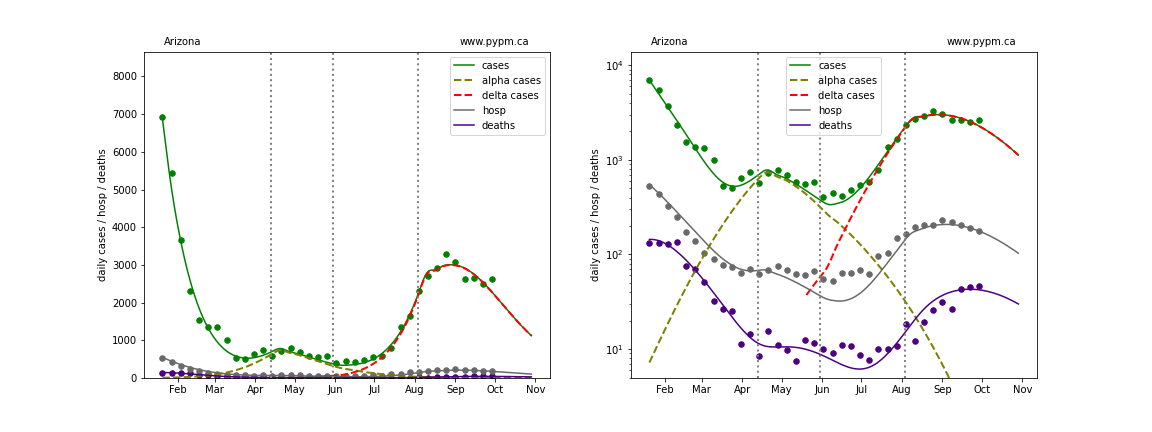 Arizona www.pypm.ca
cases
alpha cases
delta cases
hosp
deaths
daily cases / hosp / deaths
8000
7000
6000
5000
4000
3000
2000
1000
0
Feb Mar Apr May Jun Jul Aug Sep Oct Nov
Arizona www.pypm.ca
cases
alpha cases
delta cases
hosp
deaths
daily cases / hosp / deaths
10⁴
10³
10²
10¹
Feb Mar Apr May Jun Jul Aug Sep Oct Nov